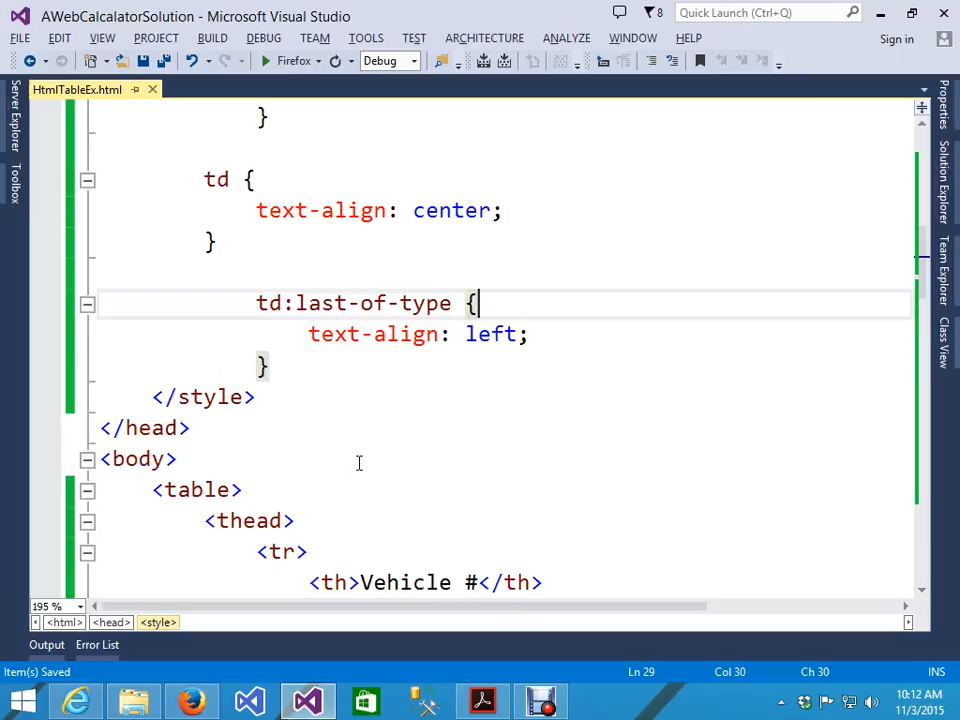 AWebCalcalatorSolution - Microsoft Visual Studio
8
Quick Launch (Ctrl+Q)
FILE EDIT VIEW PROJECT BUILD DEBUG TEAM TOOLS TEST ARCHITECTURE ANALYZE WINDOW HELP
Sign in
Firefox
Debug
Server Explorer
Toolbox
HtmlTableEx.html
}
td {
text-align: center;
}
td:last-of-type {
text-align: left;
}
</style>
</head>
<body>
<table>
<thead>
<tr>
<th>Vehicle #</th>
Properties
Solution Explorer
Team Explorer
Class View
195 %
<html> <head> <style>
Output Error List
Item(s) Saved
Ln 29 Col 30 Ch 30 INS
10:12 AM
11/3/2015